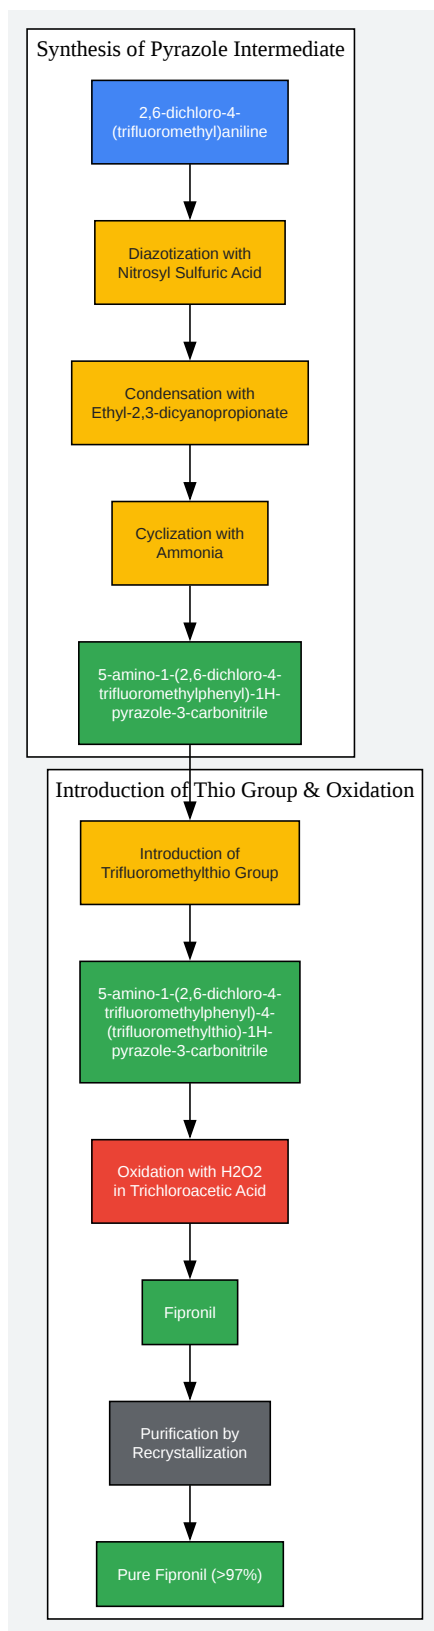 Synthesis of Pyrazole Intermediate
2,6-dichloro-4-
(trifluoromethyl)aniline
Diazotization with
Nitrosyl Sulfuric Acid
Condensation with
Ethyl-2,3-dicyanopropionate
Cyclization with
Ammonia
5-amino-1-(2,6-dichloro-4-
trifluoromethylphenyl)-1H-
pyrazole-3-carbonitrile
Introduction of Thio Group & Oxidation
Introduction of
Trifluoromethylthio Group
5-amino-1-(2,6-dichloro-4-
trifluoromethylphenyl)-4-
(trifluoromethylthio)-1H-
pyrazole-3-carbonitrile
Oxidation with H2O2
in Trichloroacetic Acid
Fipronil
Purification by
Recrystallization
Pure Fipronil (>97%)